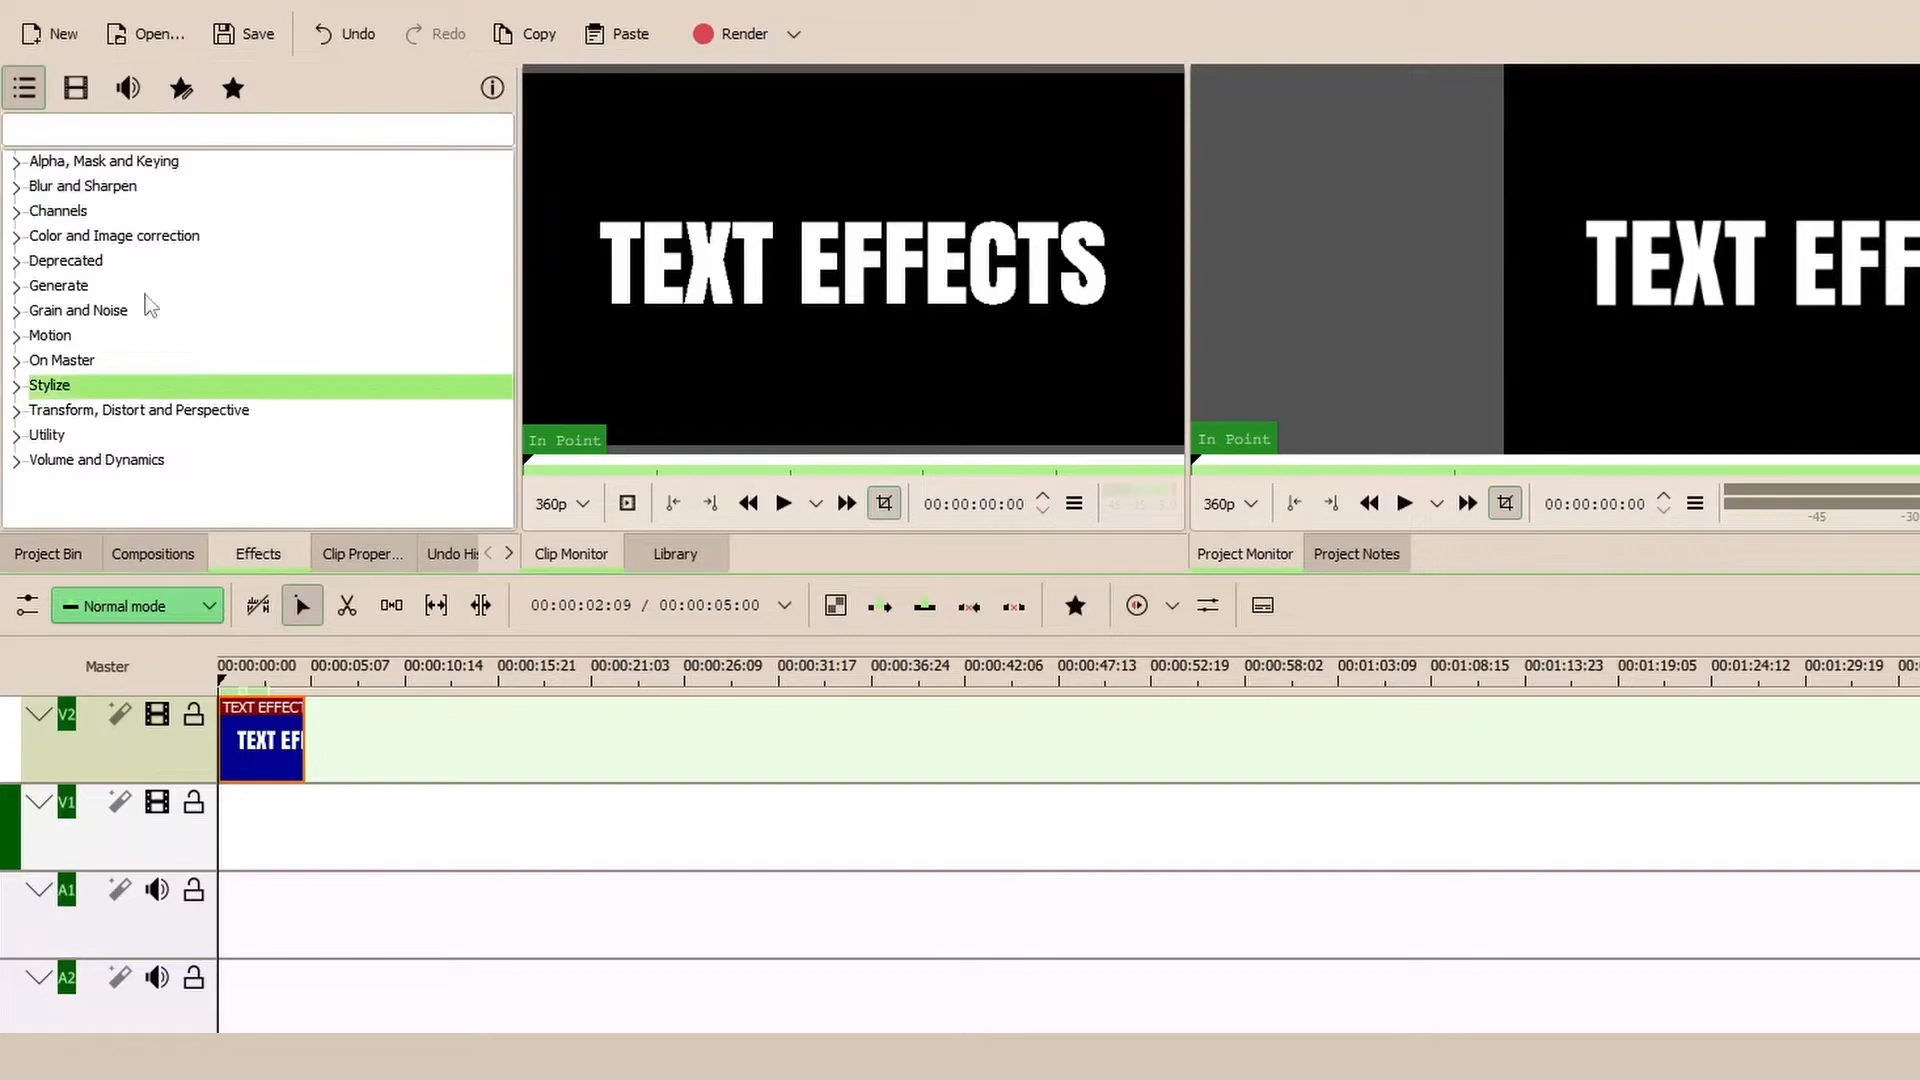 New Open... Save Undo Redo Copy Paste Render
Alpha, Mask and Keying
Blur and Sharpen
Channels
Color and Image correction
Deprecated
Generate
Grain and Noise
Motion
On Master
Stylize
Transform, Distort and Perspective
Utility
Volume and Dynamics
TEXT EFFECTS
In Point
360p 00:00:00:00
TEXT EFF
In Point
360p 00:00:00:00
-45 -30
Project Bin Compositions Effects Clip Proper... Undo His
Clip Monitor Library
Project Monitor Project Notes
Normal mode 00:00:02:09 / 00:00:05:00
Master 00:00:00:00 00:00:05:07 00:00:10:14 00:00:15:21 00:00:21:03 00:00:26:09 00:00:31:17 00:00:36:24 00:00:42:06 00:00:47:13 00:00:52:19 00:00:58:02 00:01:03:09 00:01:08:15 00:01:13:23 00:01:19:05 00:01:24:12 00:01:29:19 00:
V2 TEXT EFFECT
TEXT EFF
V1
A1
A2